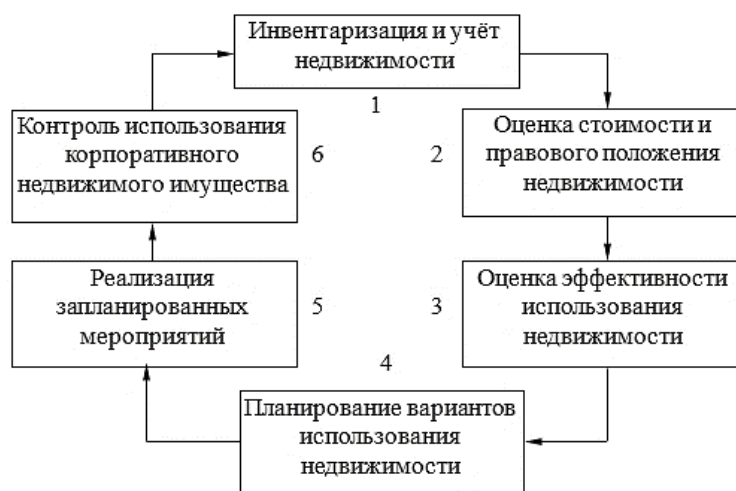 Инвентаризация и учёт
недвижимости
1
Оценка стоимости и
правового положения
недвижимости
2
Оценка эффективности
использования
недвижимости
3
4
Планирование вариантов
использования
недвижимости
Реализация
запланированных
мероприятий
5
Контроль использования
корпоративного
недвижимого имущества
6